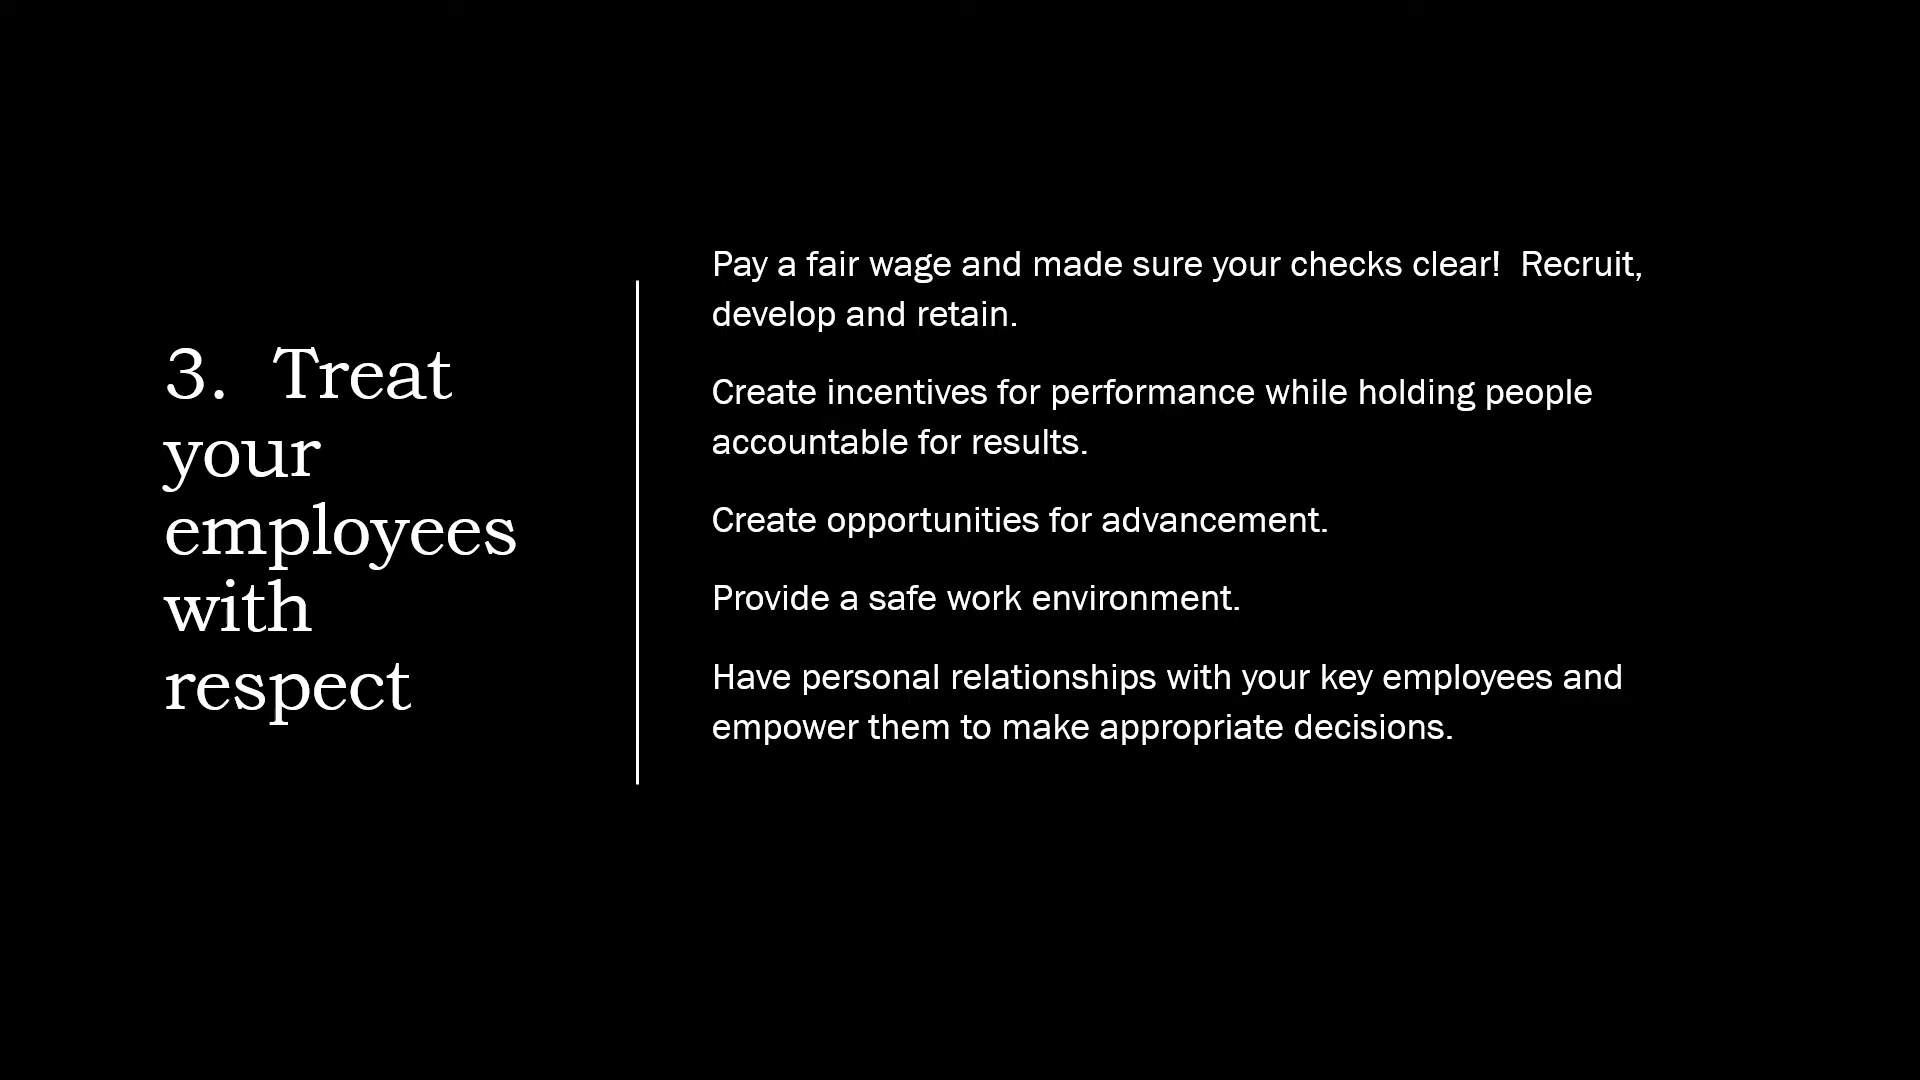 3.  Treat
your
employees
with
respect
Pay a fair wage and made sure your checks clear!  Recruit,
develop and retain.
Create incentives for performance while holding people
accountable for results.
Create opportunities for advancement.
Provide a safe work environment.
Have personal relationships with your key employees and
empower them to make appropriate decisions.